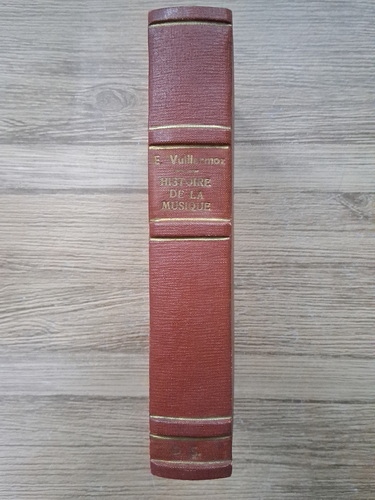 E Vuillermoz
HISTOIRE
DE LA
MUSIQUE